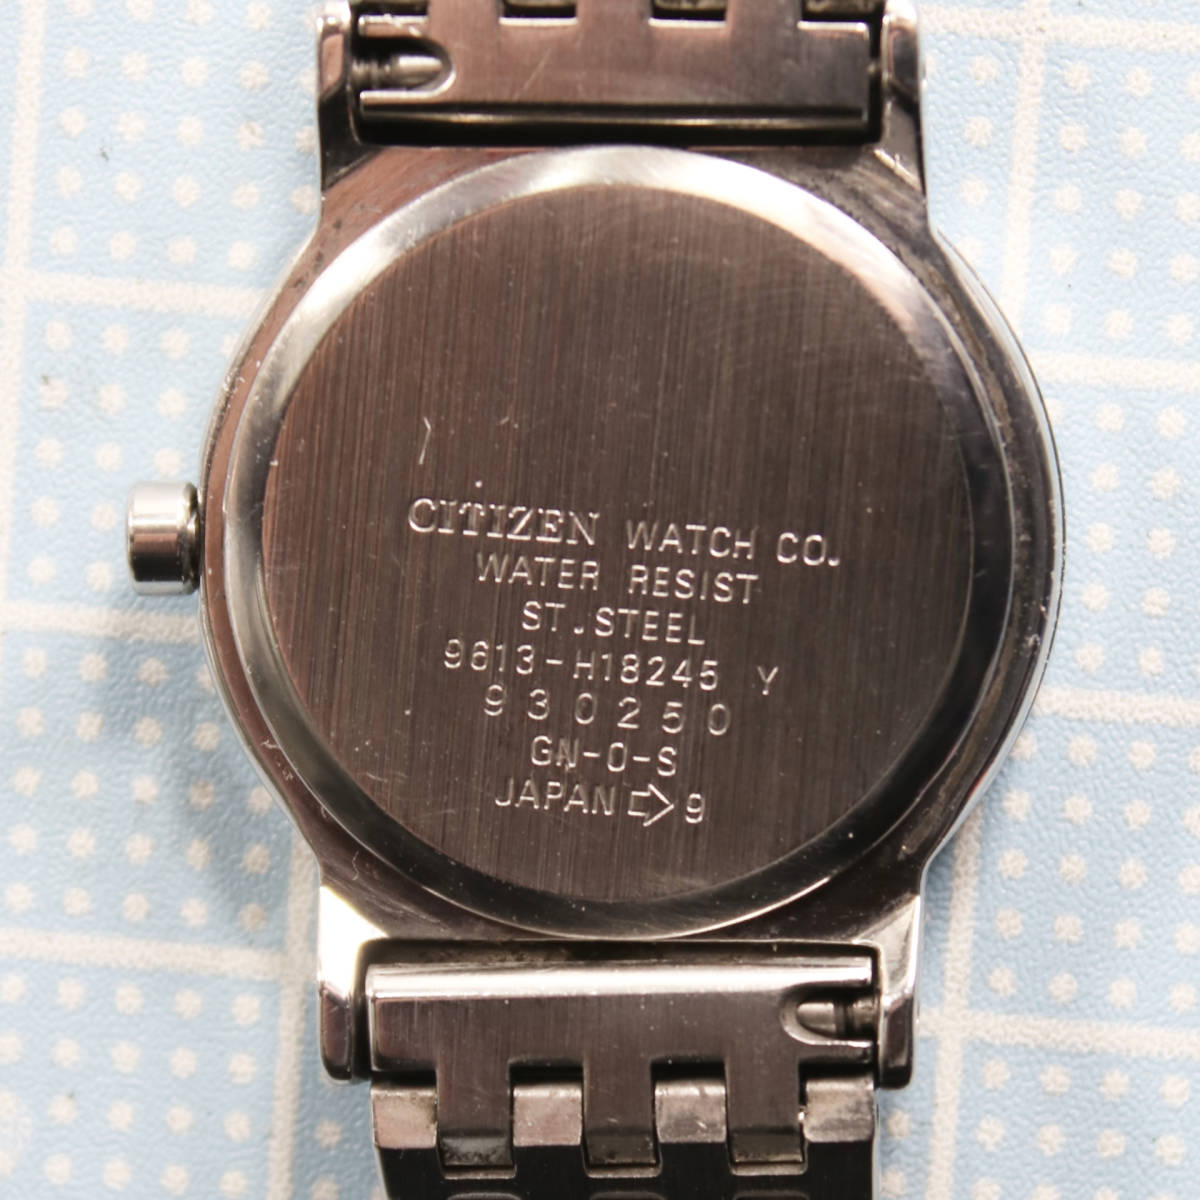 CITIZEN WATCH CO.
WATER RESIST
ST.STEEL
9613-H18245 Y
930250
GN-0-S
JAPAN ⇨ 9